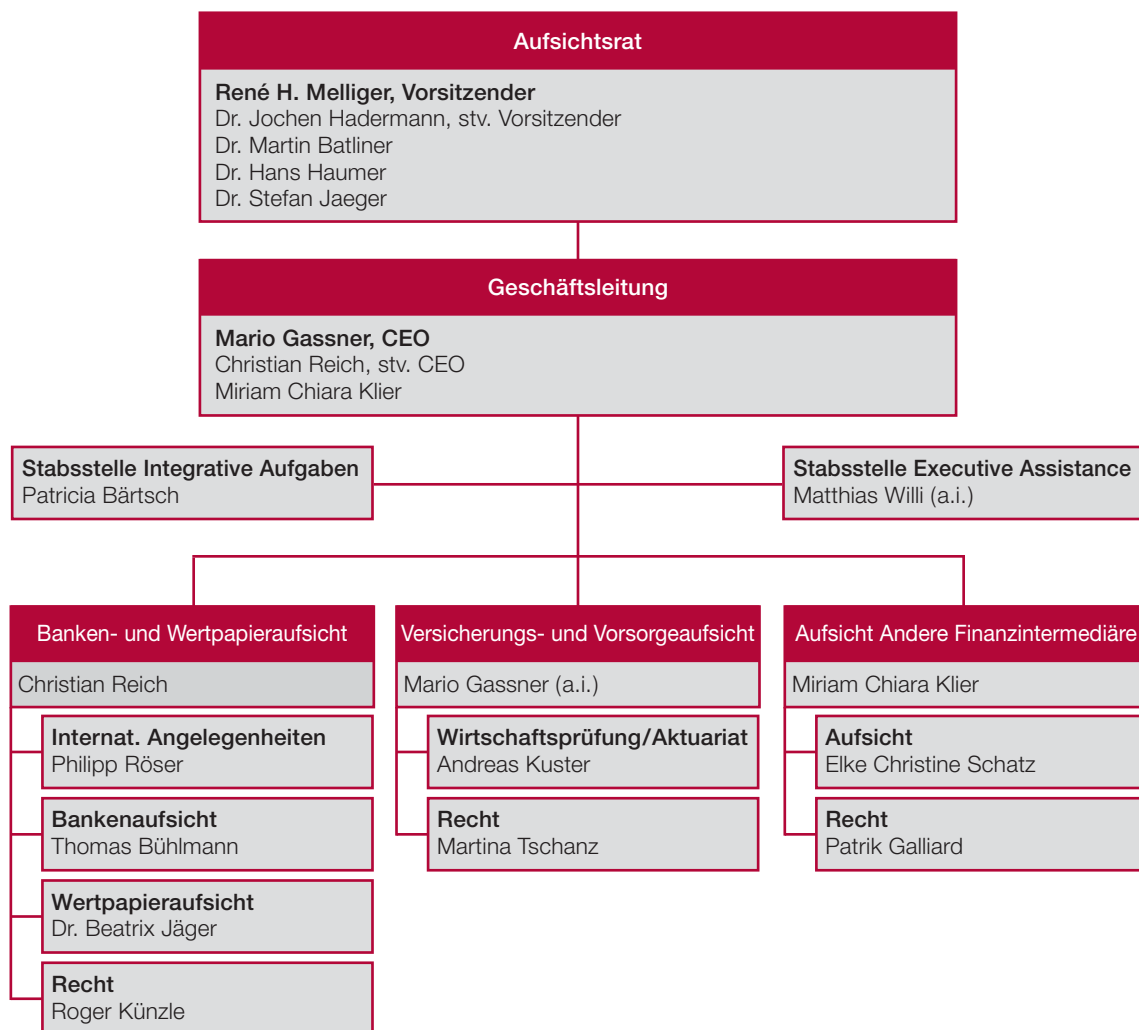 Aufsichtsrat
René H. Melliger, Vorsitzender
Dr. Jochen Hadermann, stv. Vorsitzender
Dr. Martin Batliner
Dr. Hans Haumer
Dr. Stefan Jaeger
Geschäftsleitung
Mario Gassner, CEO
Christian Reich, stv. CEO
Miriam Chiara Klier
Stabsstelle Integrative Aufgaben
Patricia Bärtsch
Stabsstelle Executive Assistance
Matthias Willi (a.i.)
Banken- und Wertpapieraufsicht
Christian Reich
Internat. Angelegenheiten
Philipp Röser
Bankenaufsicht
Thomas Bühlmann
Wertpapieraufsicht
Dr. Beatrix Jäger
Recht
Roger Künzle
Versicherungs- und Vorsorgeaufsicht
Mario Gassner (a.i.)
Wirtschaftsprüfung/Aktuariat
Andreas Kuster
Recht
Martina Tschanz
Aufsicht Andere Finanzintermediäre
Miriam Chiara Klier
Aufsicht
Elke Christine Schatz
Recht
Patrik Galliard